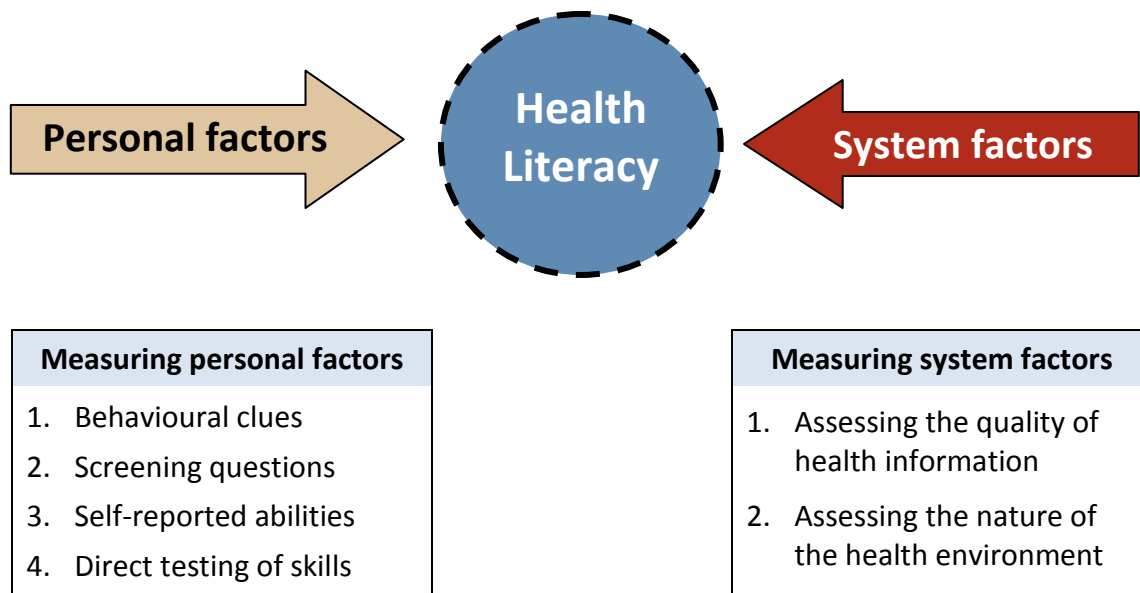 Personal factors
Health
Literacy
System factors
Measuring personal factors
1. Behavioural clues
2. Screening questions
3. Self-reported abilities
4. Direct testing of skills
Measuring system factors
1. Assessing the quality of
health information
2. Assessing the nature of
the health environment